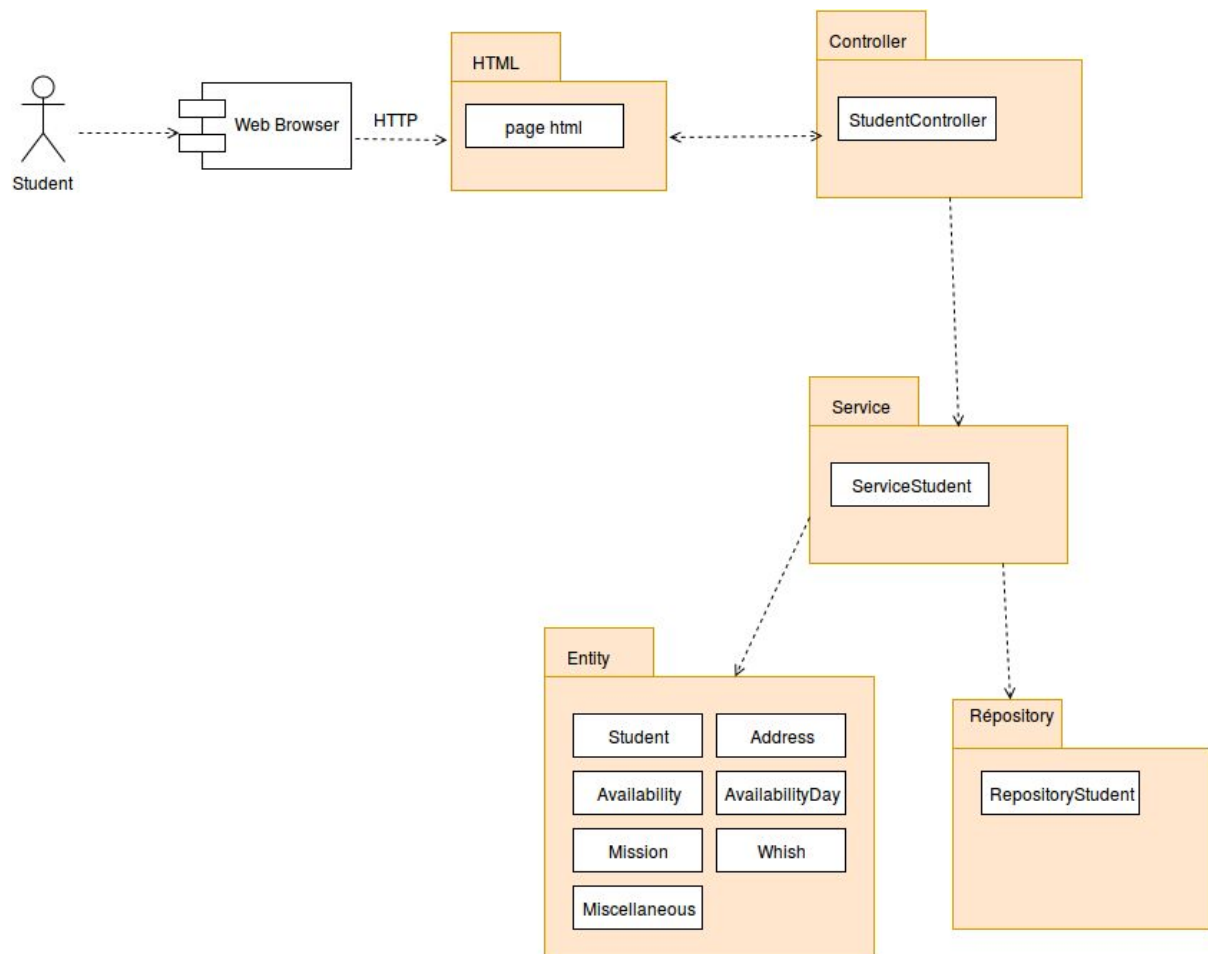 Controller
HTML
StudentController
page html
HTTP
Web Browser
Student
Service
ServiceStudent
Entity
Student
Address
Availability
AvailabilityDay
Mission
Whish
Miscellaneous
Répository
RepositoryStudent